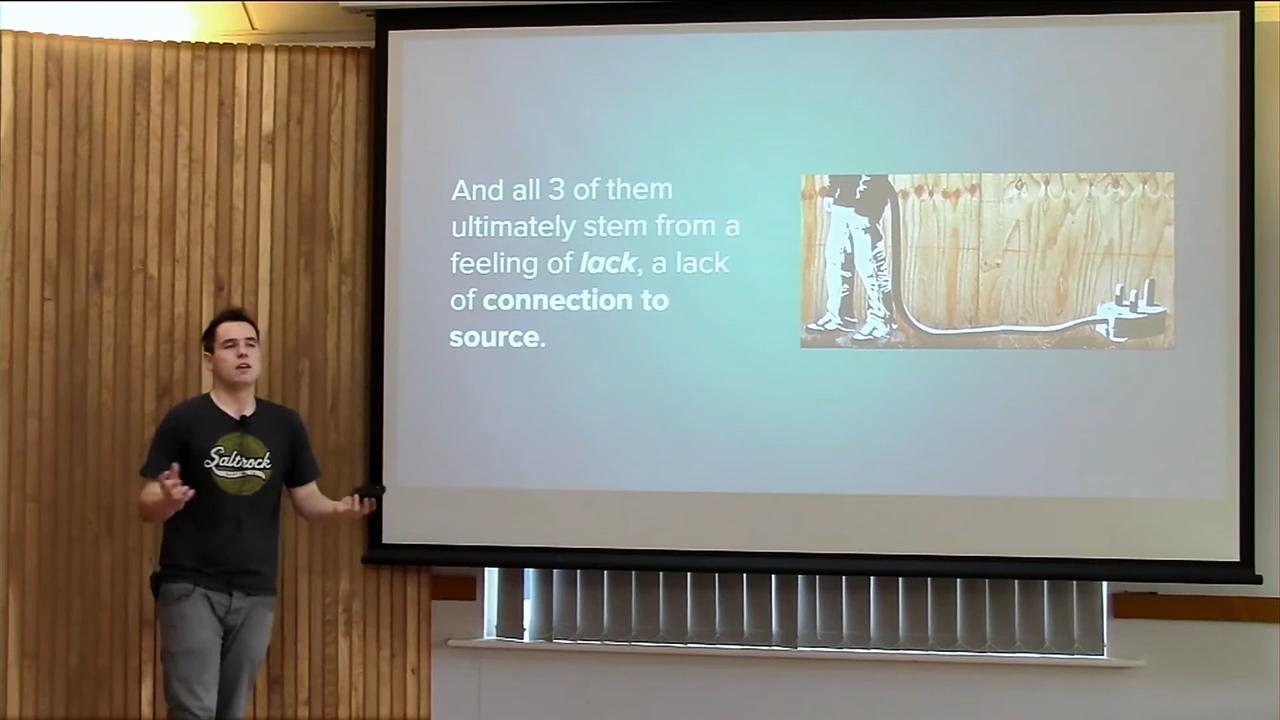 And all 3 of them
ultimately stem from a
feeling of lack, a lack
of connection to
source.
Saltrock